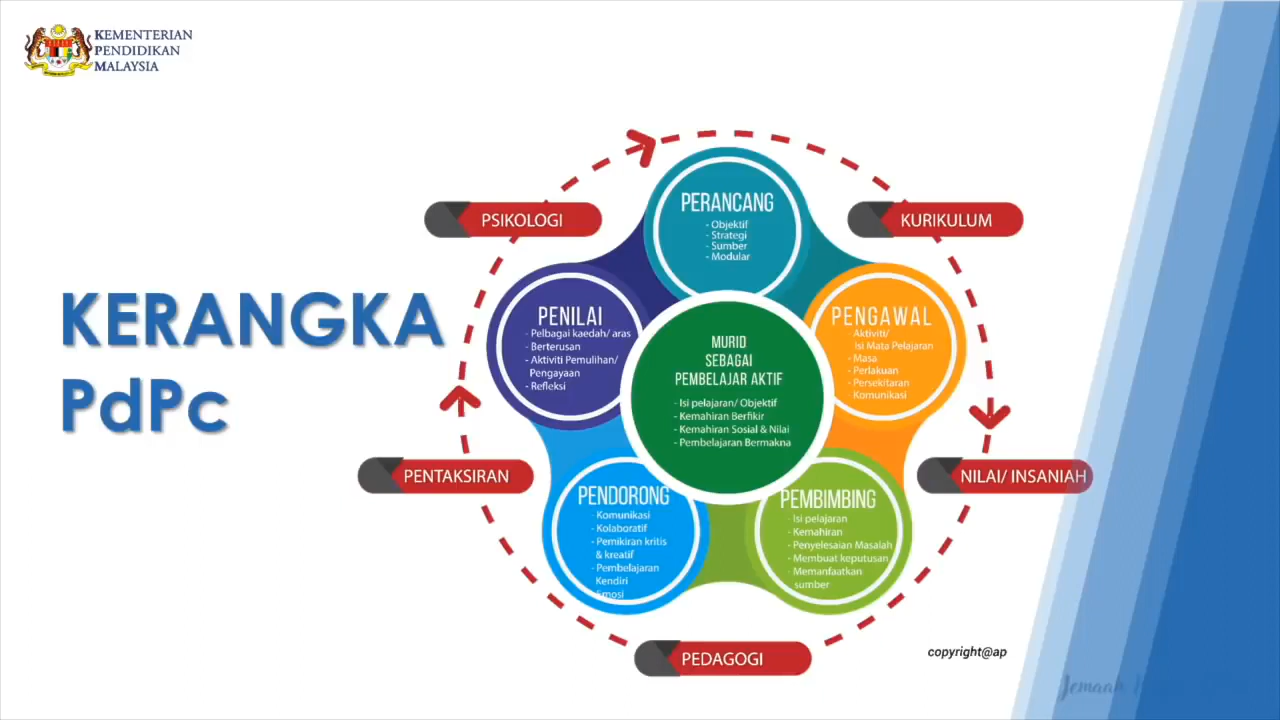 KEMENTERIAN
PENDIDIKAN
MALAYSIA
KERANGKA
PdPc
PSIKOLOGI
KURIKULUM
PERANCANG
- Objektif
- Strategi
- Sumber
- Modular
PENILAI
- Pelbagai kaedah/ aras
- Berterusan
- Aktiviti Pemulihan/
Pengayaan
- Refleksi
MURID
SEBAGAI
PEMBELAJAR AKTIF
- Isi pelajaran/ Objektif
- Kemahiran Berfikir
- Kemahiran Sosial & Nilai
- Pembelajaran Bermakna
PENGAWAL
- Aktiviti/
Isi Mata Pelajaran
- Masa
- Perlakuan
- Persekitaran
- Komunikasi
PENTAKSIRAN
NILAI/ INSANIAH
PENDORONG
- Komunikasi
- Kolaboratif
- Pemikiran kritis
& kreatif
- Pembelajaran
Kendiri
- Emosi
PEMBIMBING
- Isi pelajaran
- Kemahiran
- Penyelesaian Masalah
- Membuat keputusan
- Memanfaatkan
sumber
PEDAGOGI
copyright@ap
Jemaah